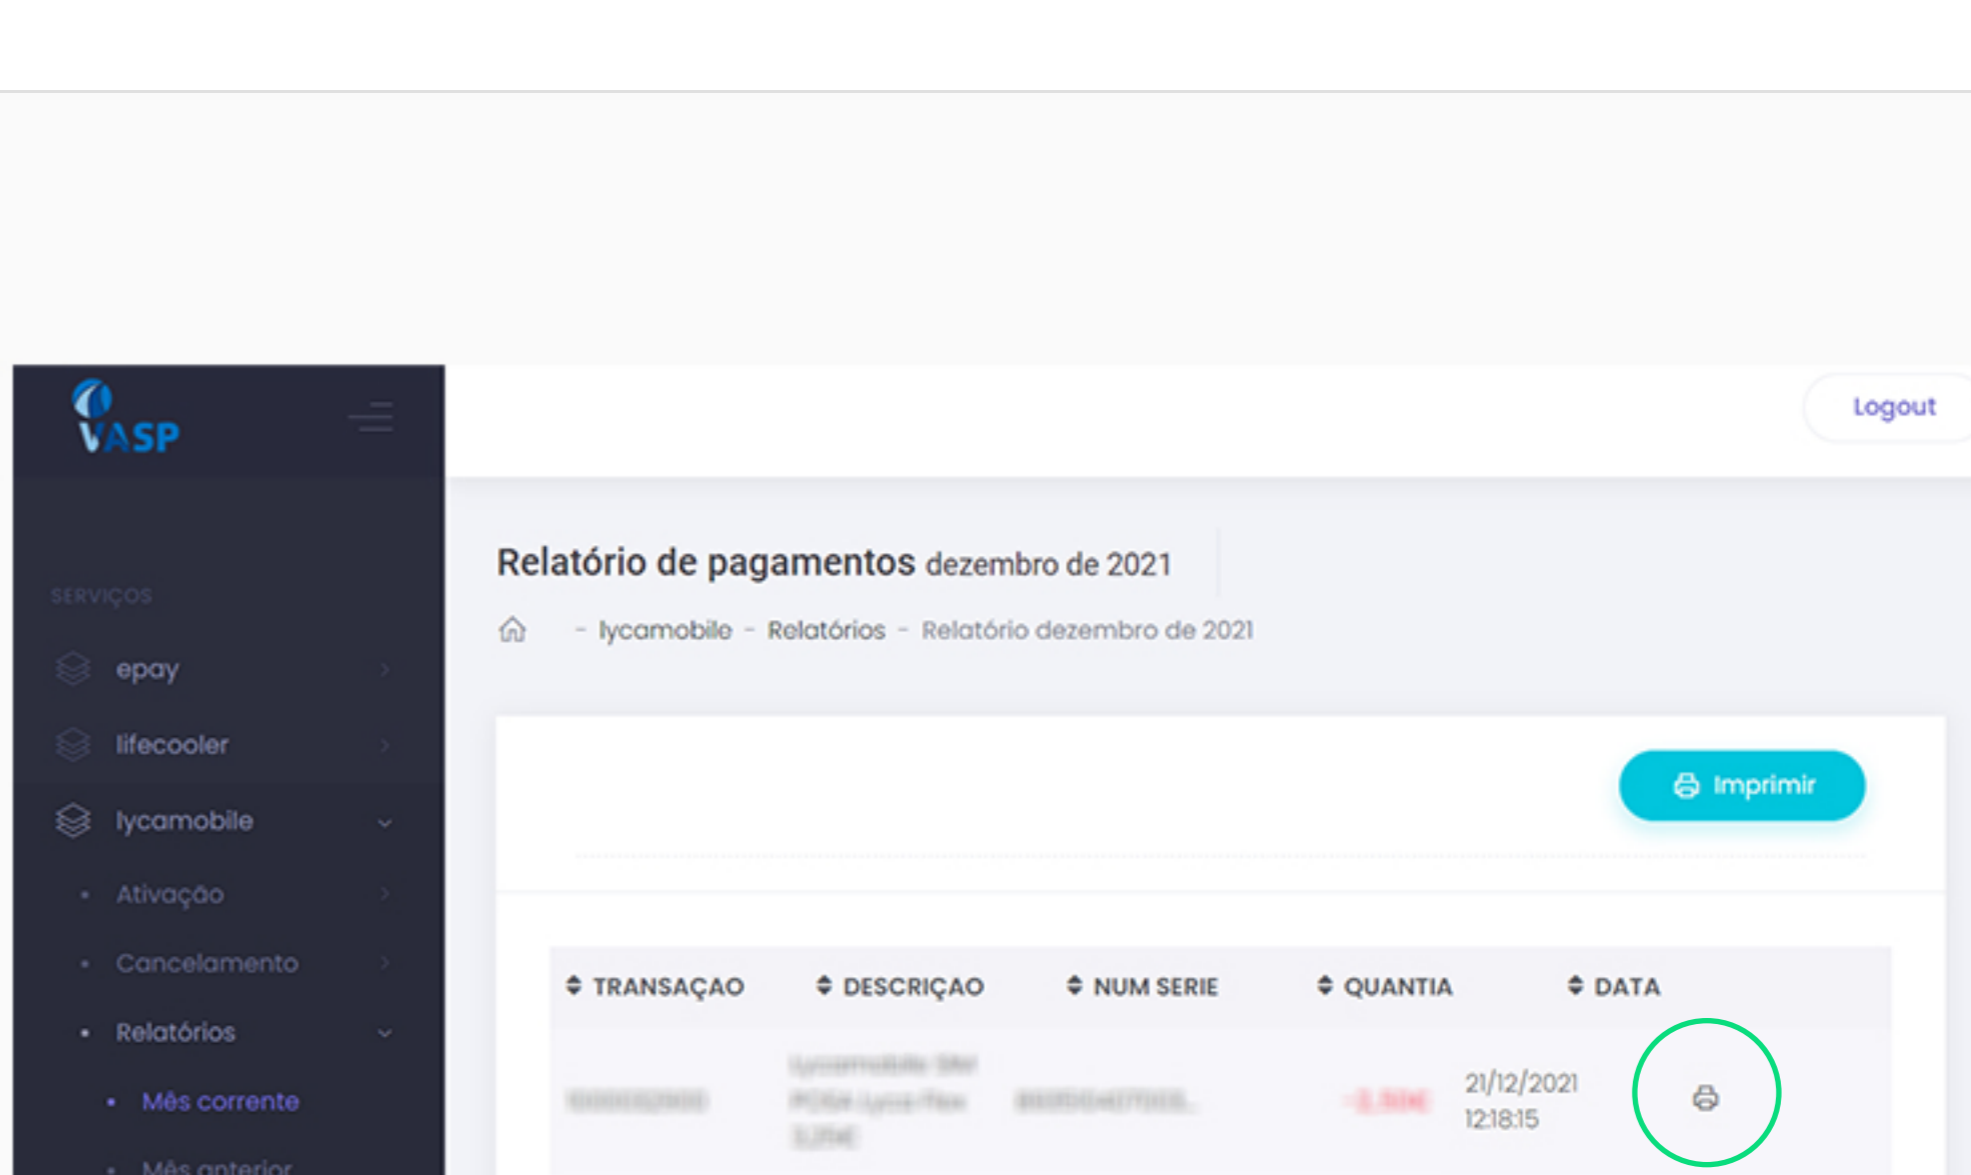 VASP
Logout
Relatório de pagamentos dezembro de 2021
- lycamobile - Relatórios - Relatório dezembro de 2021
SERVIÇOS
epay
lifecooler
lycamobile
Ativação
Cancelamento
Relatórios
Mês corrente
Mês anterior
Imprimir
TRANSAÇAO DESCRIÇAO NUM SERIE QUANTIA DATA
21/12/2021
12:18:15